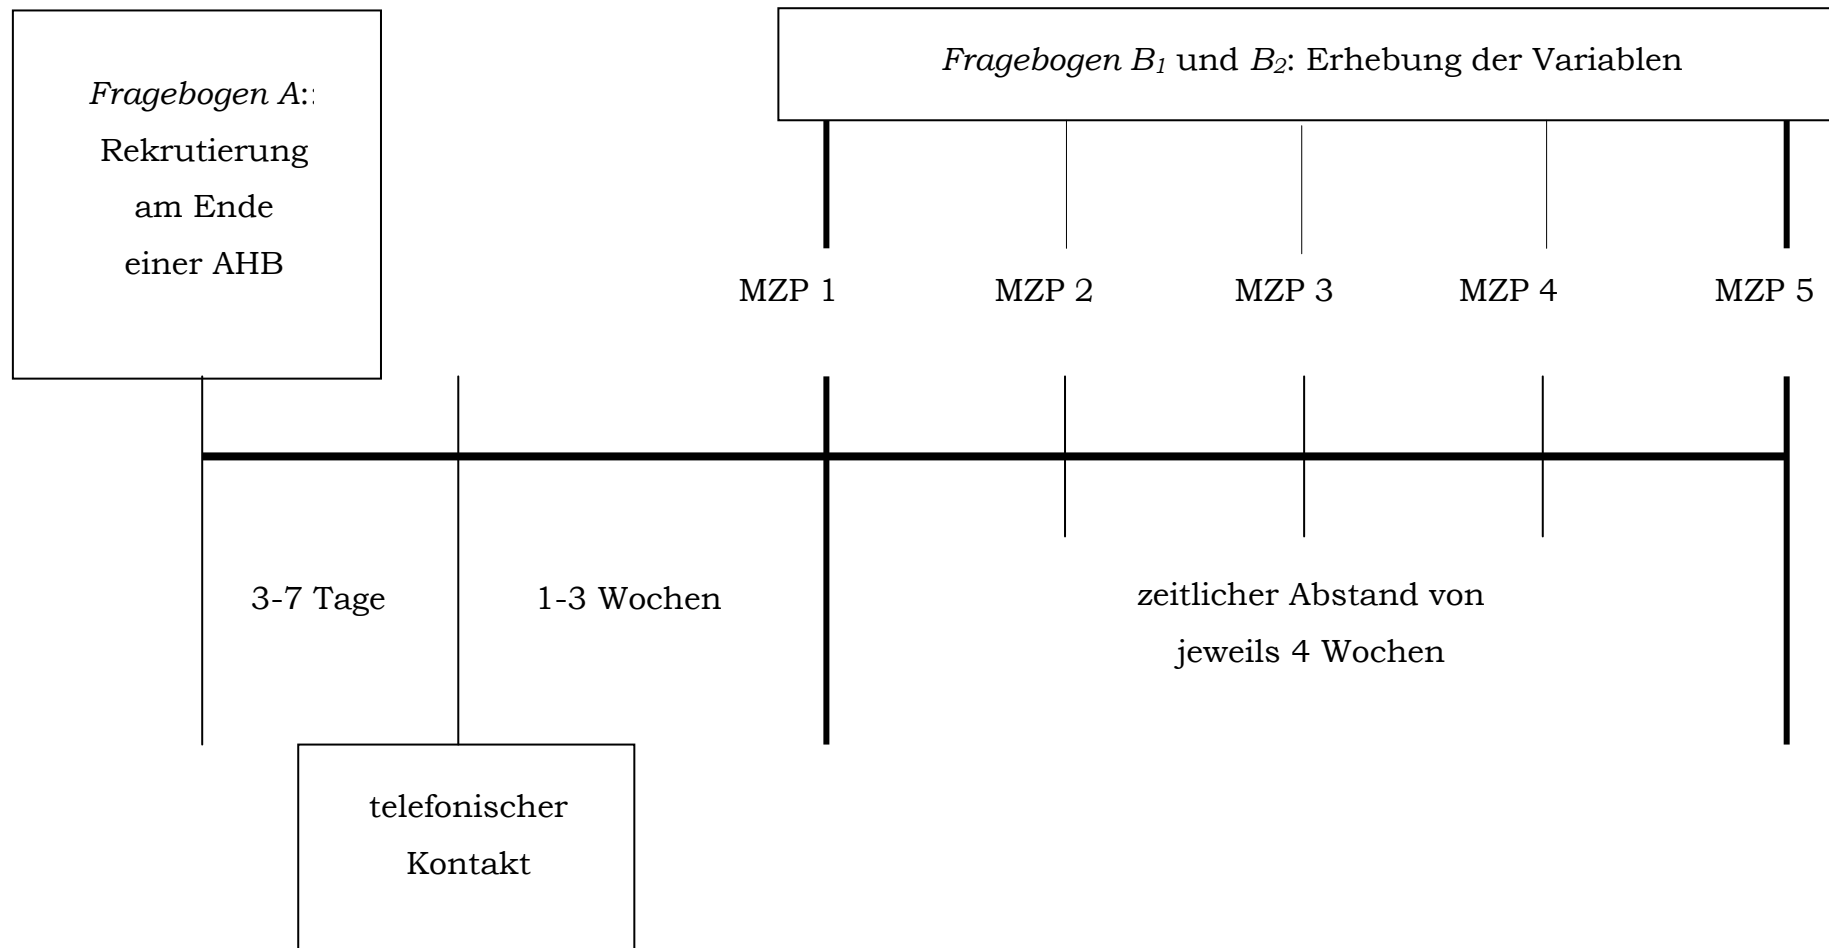 Fragebogen A::
Rekrutierung
am Ende
einer AHB
Fragebogen B₁ und B₂: Erhebung der Variablen
MZP 1
MZP 2
MZP 3
MZP 4
MZP 5
3-7 Tage
1-3 Wochen
zeitlicher Abstand von
jeweils 4 Wochen
telefonischer
Kontakt